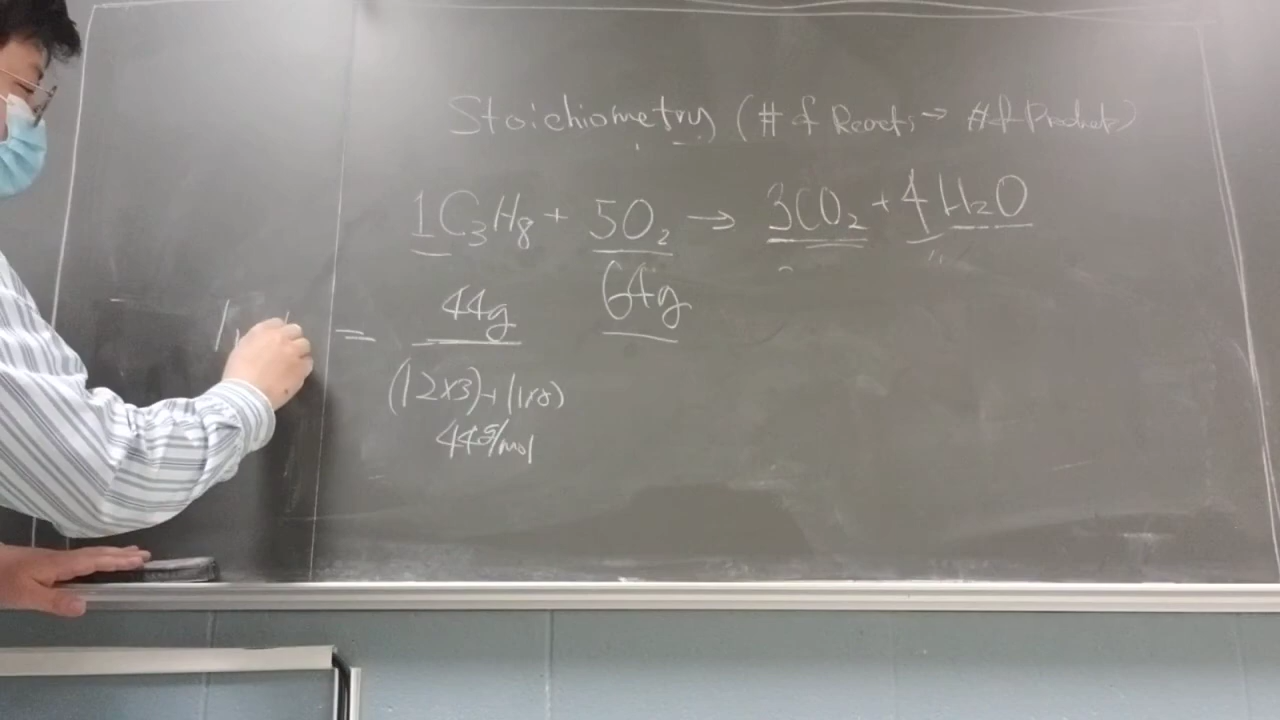 Stoichiometry (# of Reacts → # of Products)
1C₃H₈ + 5O₂ → 3CO₂ + 4H₂O
44g 64g
=
(12x3)+(1x8)
44g/mol